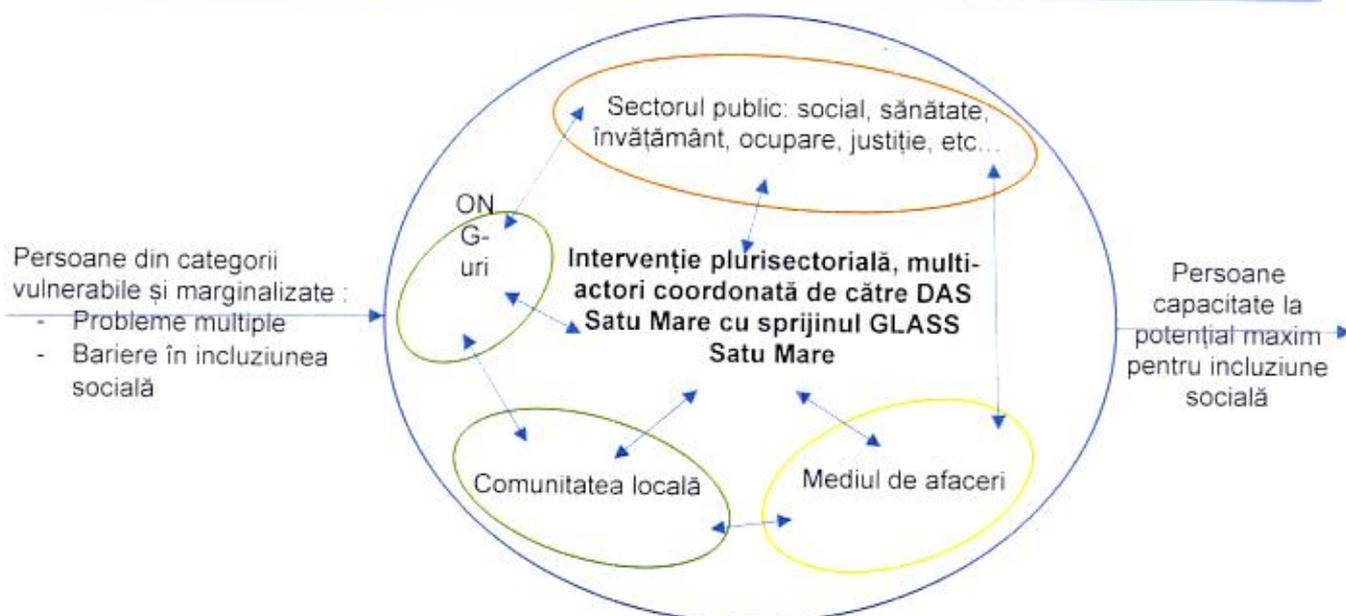 Sectorul public: social, sănătate,
învățământ, ocupare, justiție, etc...
ON
G-
uri
Persoane din categorii
vulnerabile și marginalizate :
- Probleme multiple
- Bariere în incluziunea
socială
Intervenție plurisectorială, multi-
actori coordonată de către DAS
Satu Mare cu sprijinul GLASS
Satu Mare
Persoane
capacitate la
potențial maxim
pentru incluziune
socială
Comunitatea locală
Mediul de afaceri